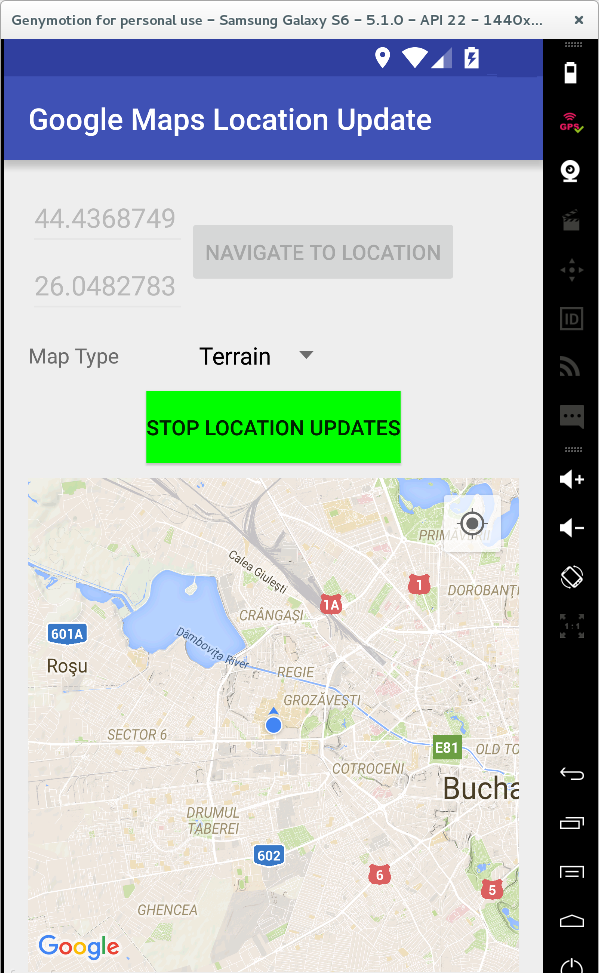 Genymotion for personal use – Samsung Galaxy S6 – 5.1.0 – API 22 – 1440x...
Google Maps Location Update
GPS
44.4368749
NAVIGATE TO LOCATION
26.0482783
ID
Map Type
Terrain
STOP LOCATION UPDATES
PRIMĂVERII
Calea Giulești
1
DOROBANȚI
1A
CRÂNGAȘI
601A
1:1
Dâmbovița River
Roșu
REGIE
GROZĂVEȘTI
SECTOR 6
E81
OLD TO
COTROCENI
Bucha
DRUMUL
TABEREI
602
6
5
GHENCEA
Google